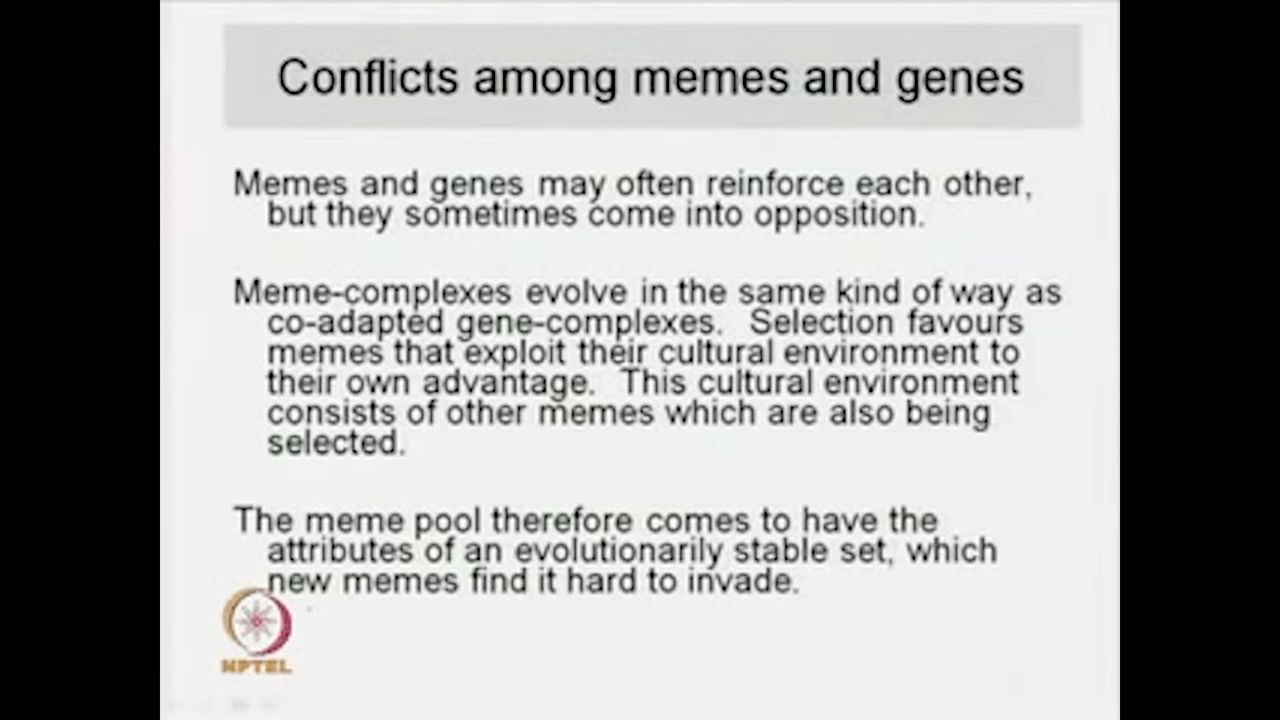 Conflicts among memes and genes
Memes and genes may often reinforce each other,
but they sometimes come into opposition.
Meme-complexes evolve in the same kind of way as
co-adapted gene-complexes. Selection favours
memes that exploit their cultural environment to
their own advantage. This cultural environment
consists of other memes which are also being
selected.
The meme pool therefore comes to have the
attributes of an evolutionarily stable set, which
new memes find it hard to invade.
NPTEL